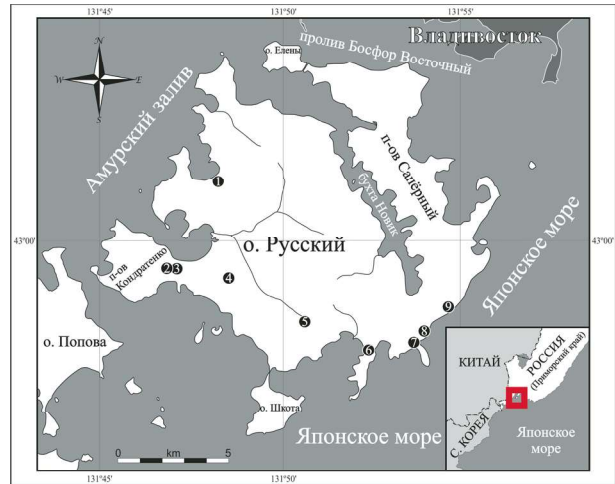 131°45' 131°50' 131°55'
Владивосток
пролив Босфор Восточный
о. Елены
N
W E
S
Амурский залив
п-ов Сапёрный
бухта Новик
1
43°00' 43°00'
о. Русский
Японское море
п-ов
Кондратенко
2 3
4
5
6
7
8
9
о. Попова
о. Шкота
Японское море
0 km 5
131°45' 131°50'
КИТАЙ
РОССИЯ
(Приморский край)
С. КОРЕЯ
Японское
море